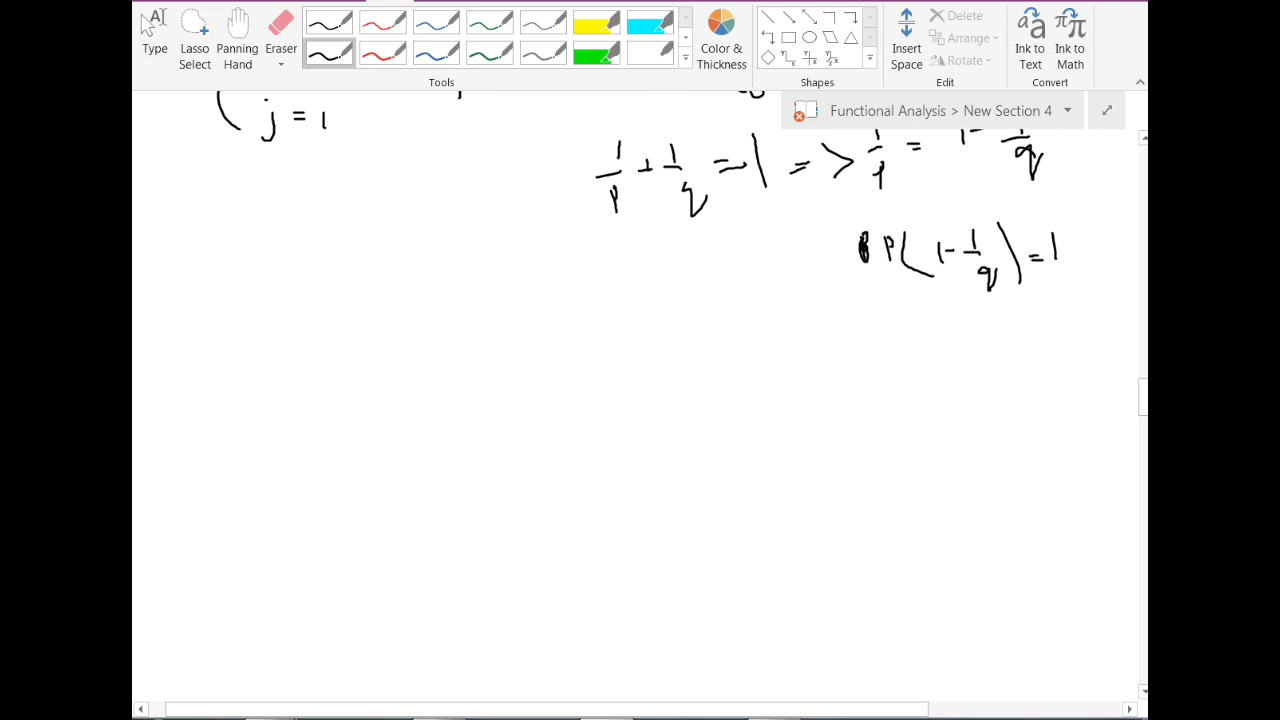 Type
Lasso Select
Panning Hand
Eraser
Color & Thickness
Insert Space
Delete
Arrange
Rotate
Ink to Text
Ink to Math
Tools
Shapes
Edit
Convert
Functional Analysis > New Section 4
j = 1
1/p + 1/q = 1 => 1/p = 1 - 1/q
P(1 - 1/q) = 1